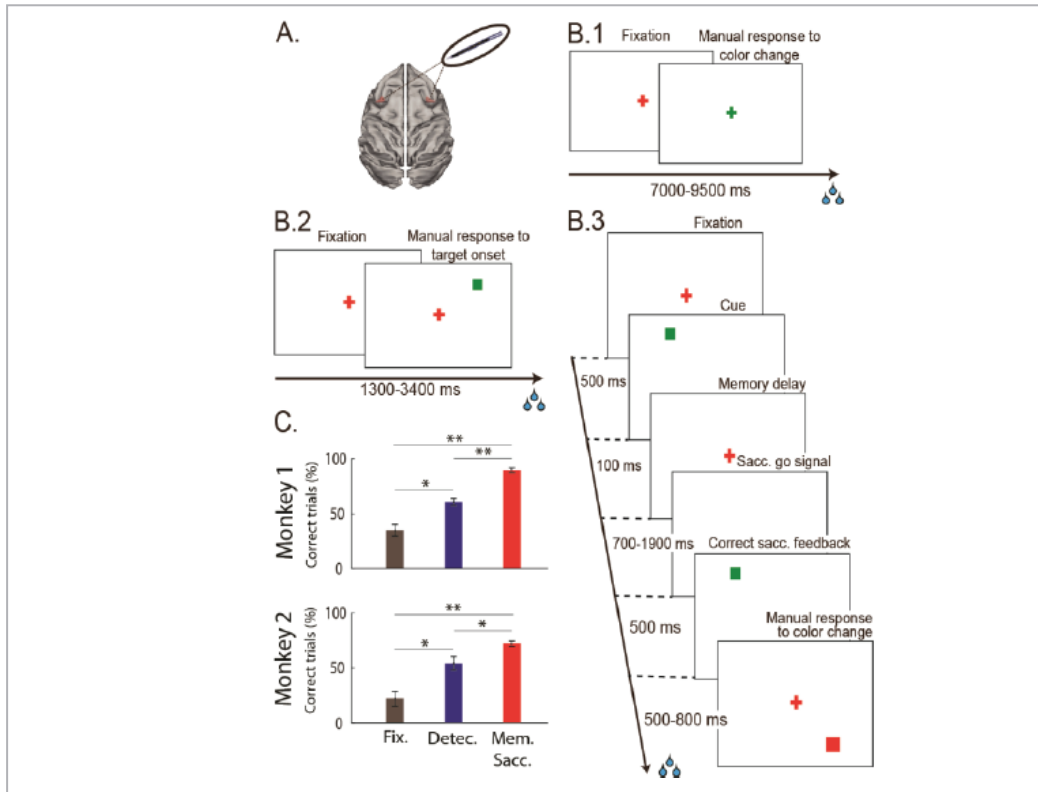 A.
B.1
Fixation
Manual response to
color change
7000-9500 ms
B.2
Fixation
Manual response to
target onset
1300-3400 ms
B.3
Fixation
Cue
500 ms
Memory delay
100 ms
Sacc. go signal
700-1900 ms
Correct sacc. feedback
500 ms
Manual response
to color change
500-800 ms
C.
Monkey 1
Correct trials (%)
100
50
0
**
**
*
Monkey 2
Correct trials (%)
100
50
0
**
*
*
Fix.
Detec.
Mem.
Sacc.